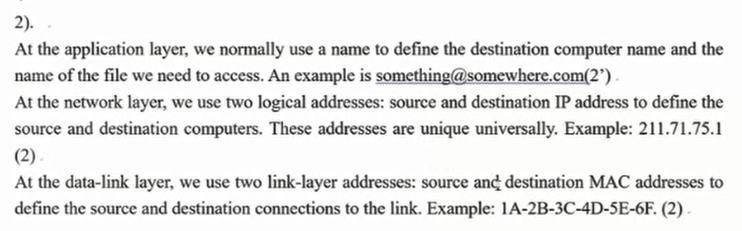 2).
At the application layer, we normally use a name to define the destination computer name and the
name of the file we need to access. An example is something@somewhere.com(2’)
At the network layer, we use two logical addresses: source and destination IP address to define the
source and destination computers. These addresses are unique universally. Example: 211.71.75.1
(2)
At the data-link layer, we use two link-layer addresses: source and destination MAC addresses to
define the source and destination connections to the link. Example: 1A-2B-3C-4D-5E-6F. (2)